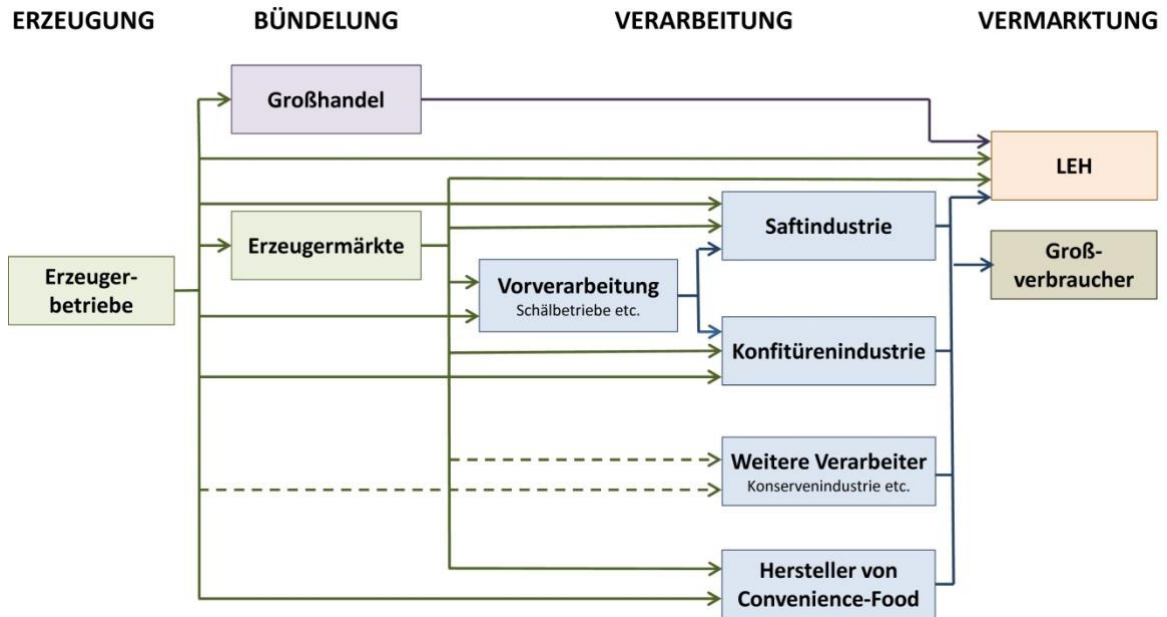 ERZEUGUNG
BÜNDELUNG
VERARBEITUNG
VERMARKTUNG
Großhandel
LEH
Erzeugermärkte
Saftindustrie
Groß-
verbraucher
Erzeuger-
betriebe
Vorverarbeitung
Schälbetriebe etc.
Konfitürenindustrie
Weitere Verarbeiter
Konservenindustrie etc.
Hersteller von
Convenience-Food